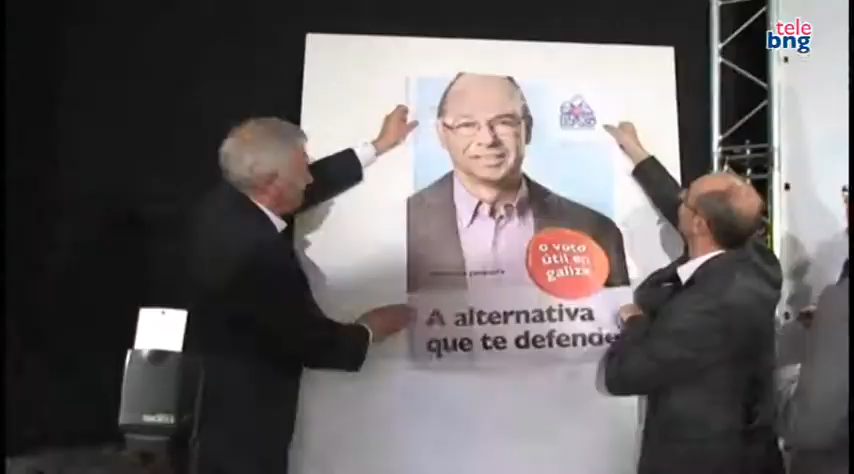 tele
bng
o voto
útil en
galiza
A alternativa
que te defende